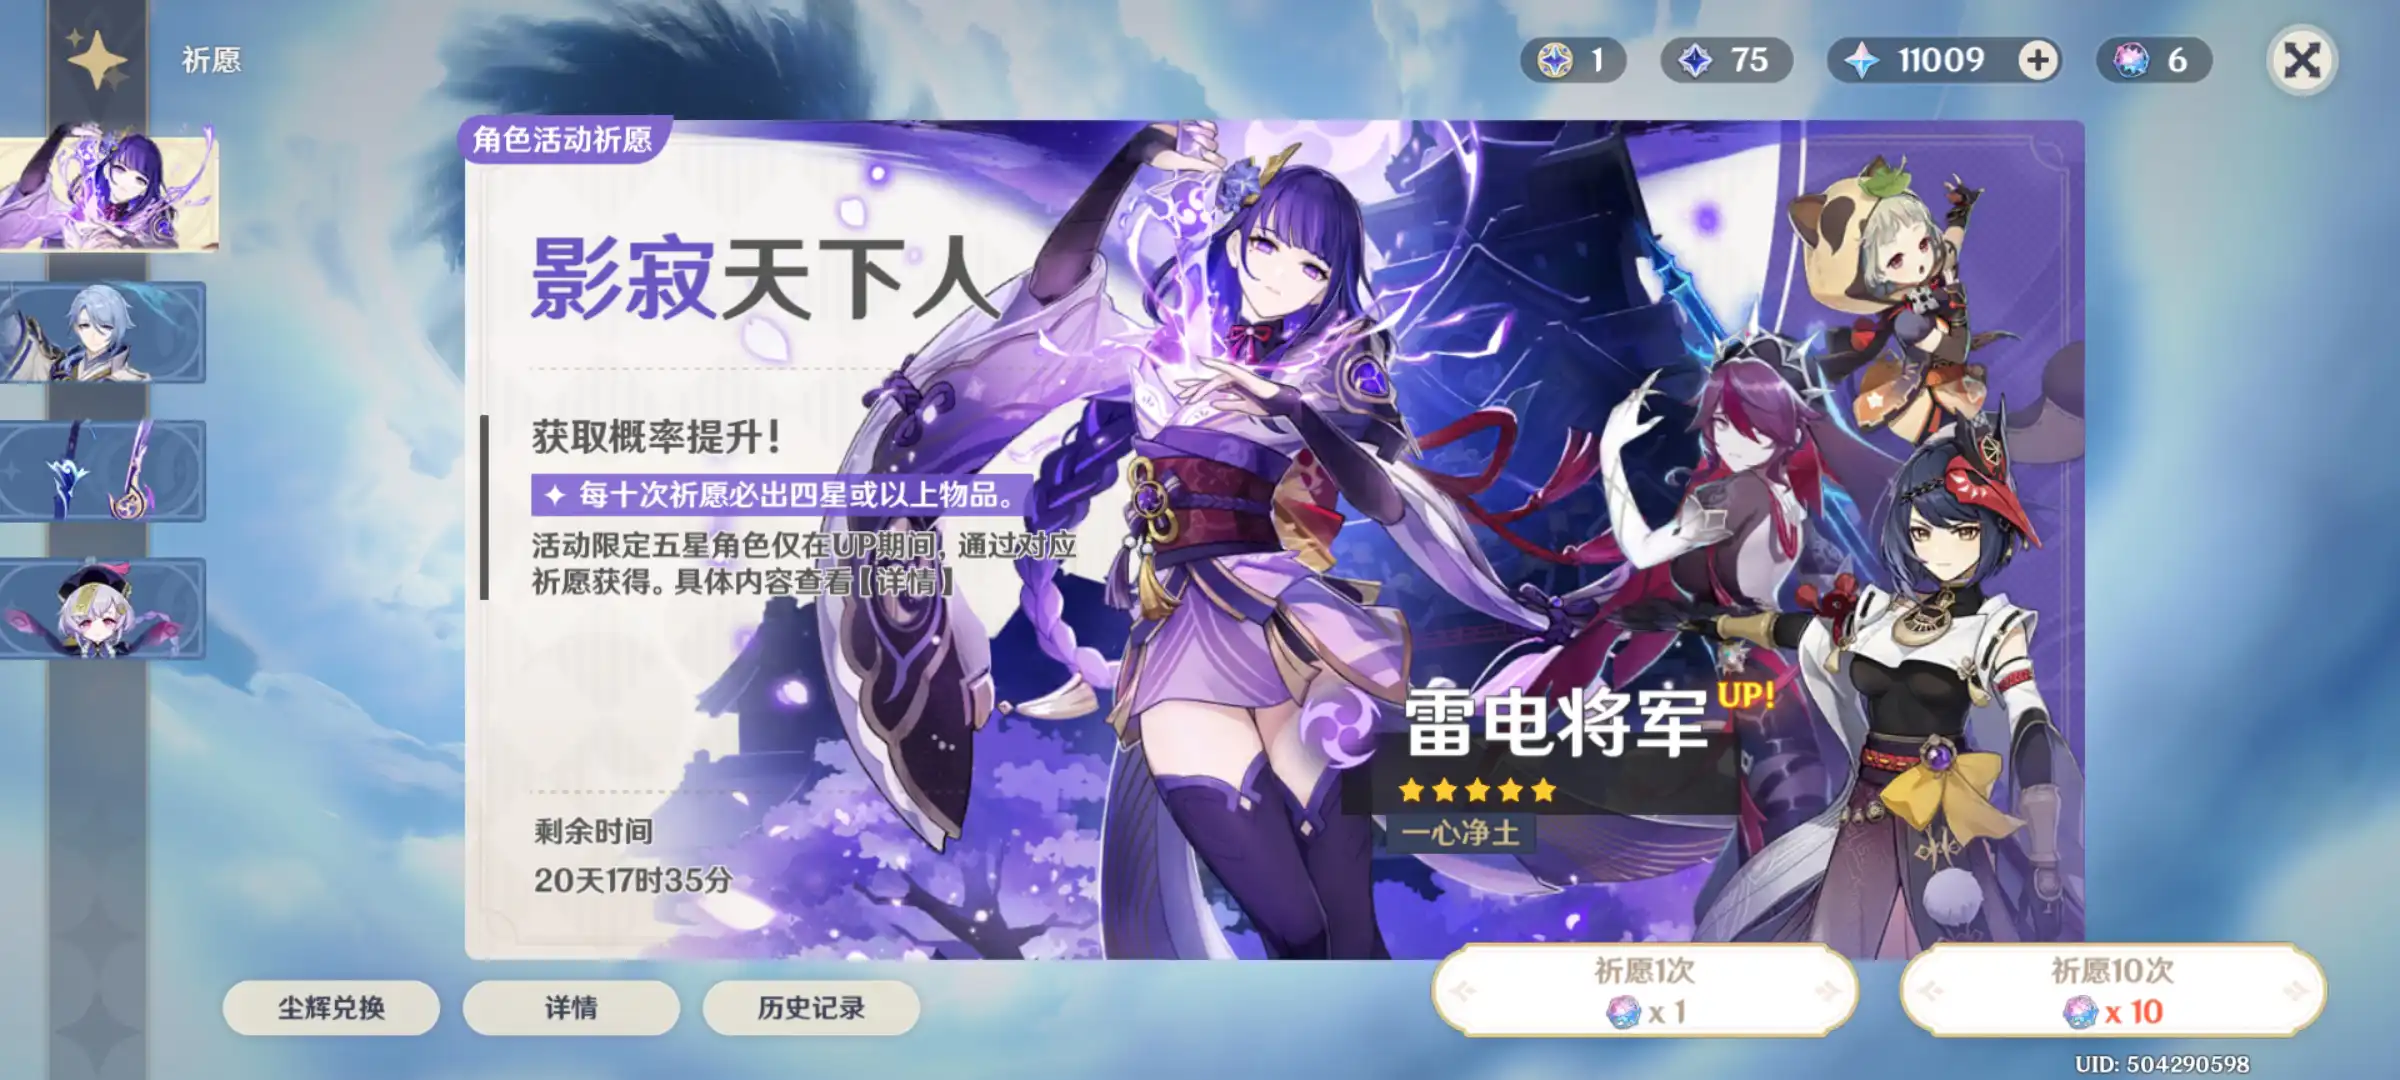 祈愿
1
75
11009
6
角色活动祈愿
影寂天下人
获取概率提升！
每十次祈愿必出四星或以上物品。
活动限定五星角色仅在UP期间，通过对应
祈愿获得。具体内容查看【详情】
雷电将军 UP!
一心净土
剩余时间
20天17时35分
尘辉兑换
详情
历史记录
祈愿1次
x 1
祈愿10次
x 10
UID: 504290598